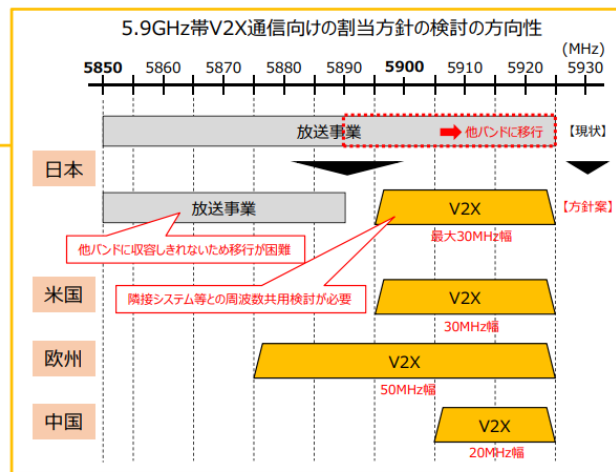 5.9GHz帯V2X通信向けの割当方針の検討の方向性
(MHz)
5850 5860 5870 5880 5890 5900 5910 5920 5930
放送事業
他バンドに移行
【現状】
日本
放送事業
V2X
【方針案】
最大30MHz幅
他バンドに収容しきれないため移行が困難
隣接システム等との周波数共用検討が必要
米国
V2X
30MHz幅
欧州
V2X
50MHz幅
中国
V2X
20MHz幅